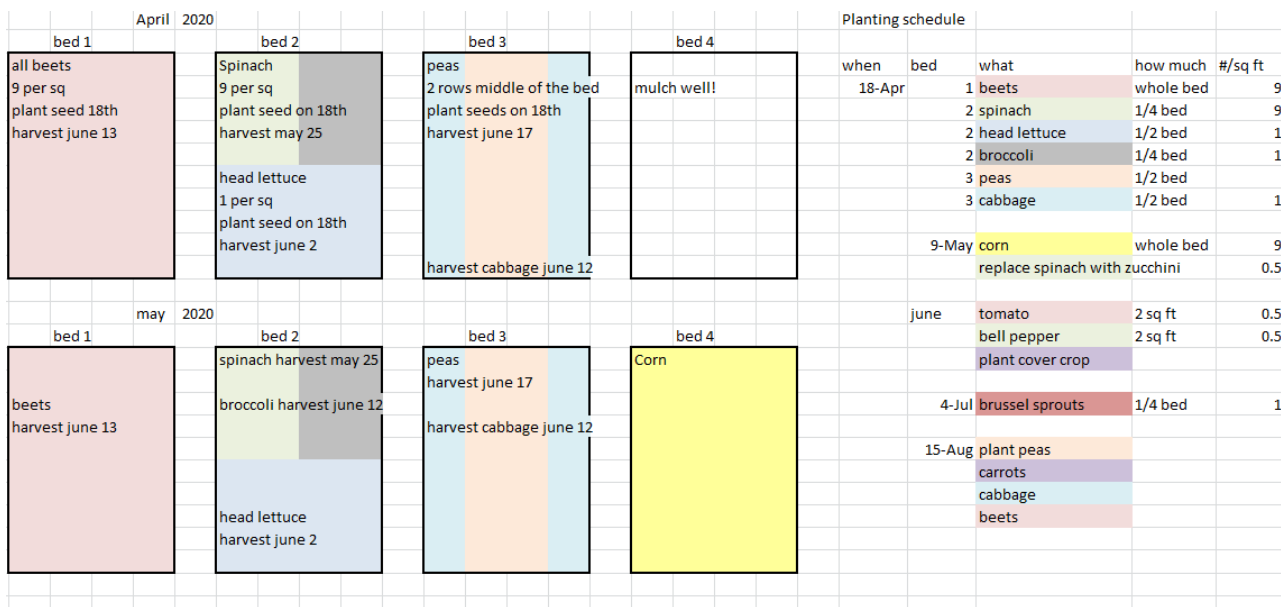 April 2020
bed 1 bed 2 bed 3 bed 4
all beets
9 per sq
plant seed 18th
harvest june 13
Spinach
9 per sq
plant seed on 18th
harvest may 25
head lettuce
1 per sq
plant seed on 18th
harvest june 2
peas
2 rows middle of the bed
plant seeds on 18th
harvest june 17
harvest cabbage june 12
mulch well!
may 2020
bed 1 bed 2 bed 3 bed 4
beets
harvest june 13
spinach harvest may 25
broccoli harvest june 12
head lettuce
harvest june 2
peas
harvest june 17
harvest cabbage june 12
Corn
Planting schedule
when bed what how much #/sq ft
18-Apr 1 beets whole bed 9
2 spinach 1/4 bed 9
2 head lettuce 1/2 bed 1
2 broccoli 1/4 bed 1
3 peas 1/2 bed
3 cabbage 1/2 bed 1
9-May corn whole bed 9
replace spinach with zucchini 0.5
june tomato 2 sq ft 0.5
bell pepper 2 sq ft 0.5
plant cover crop
4-Jul brussel sprouts 1/4 bed 1
15-Aug plant peas
carrots
cabbage
beets